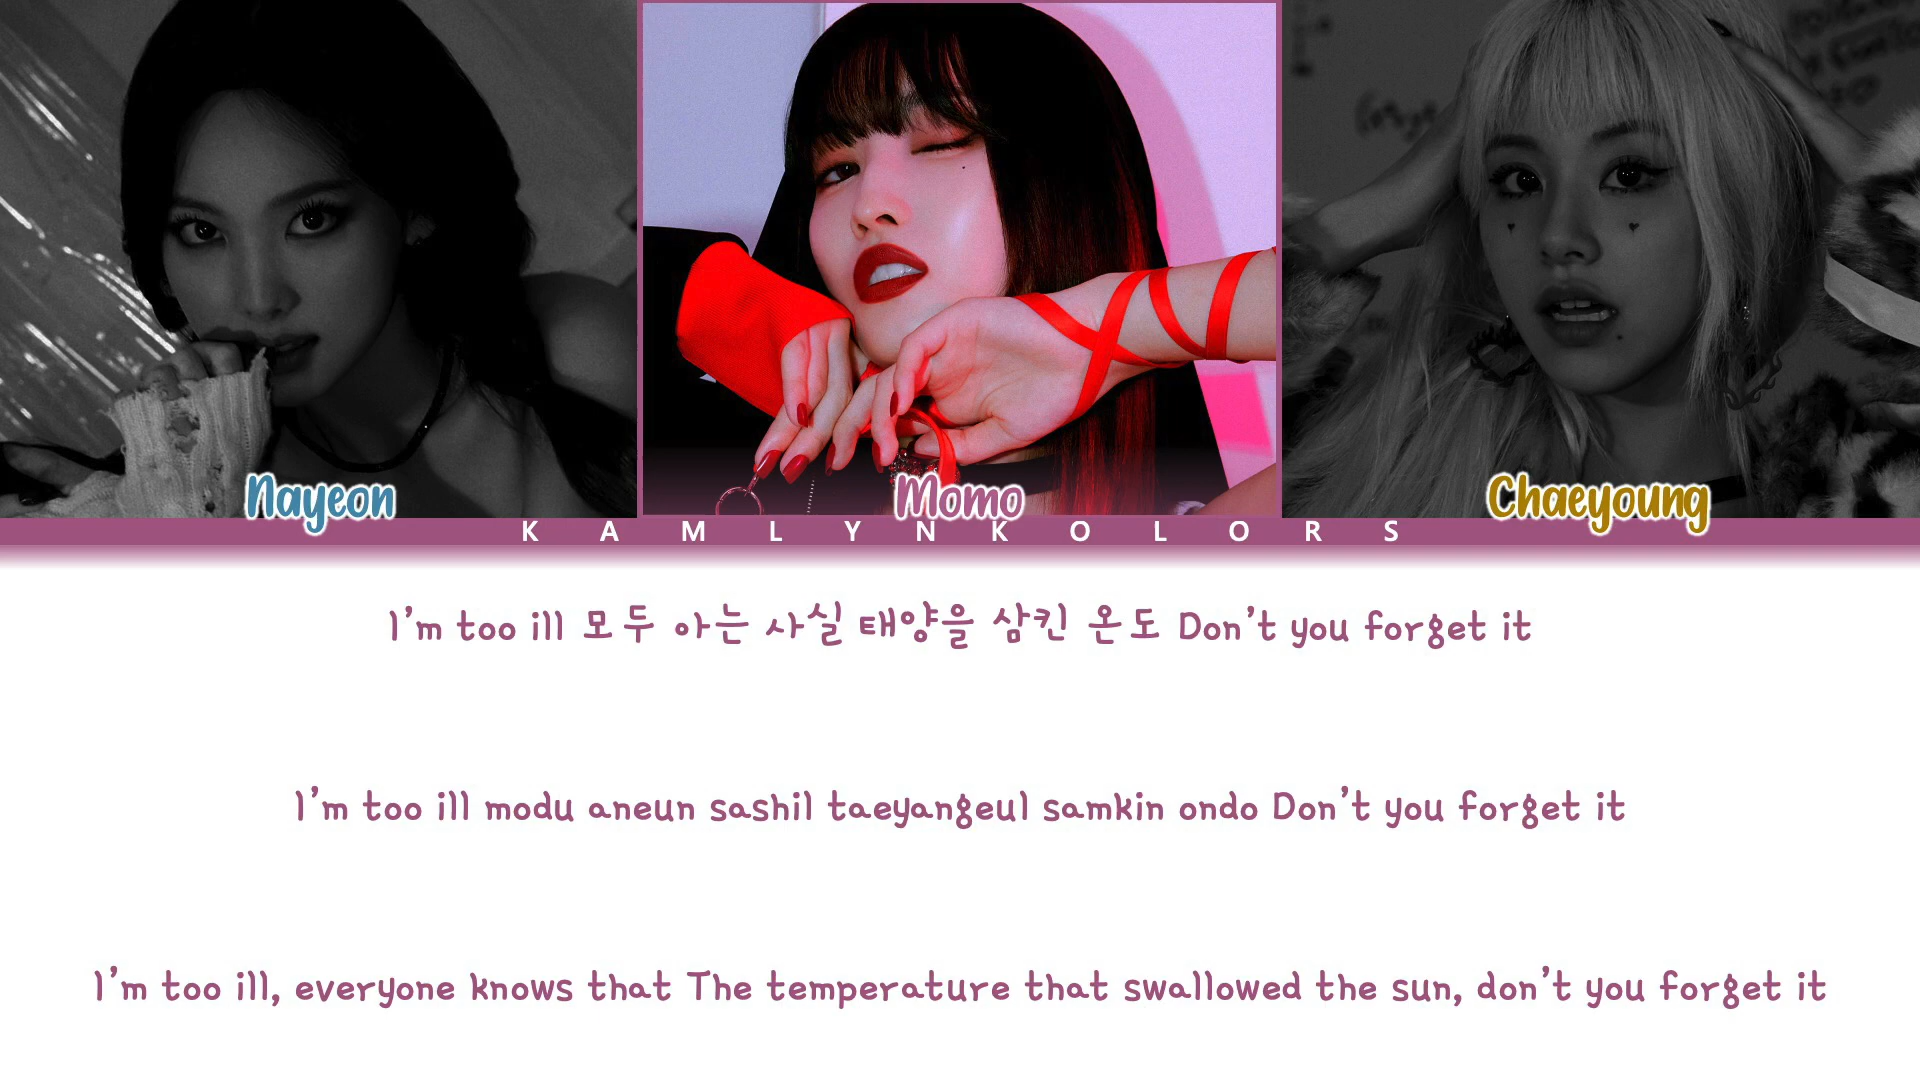 Nayeon
Momo
Chaeyoung
KAMLYNKOLORS
I'm too ill 모두 아는 사실 태양을 삼킨 온도 Don't you forget it
I'm too ill modu aneun sashil taeyangeul samkin ondo Don't you forget it
I'm too ill, everyone knows that The temperature that swallowed the sun, don't you forget it